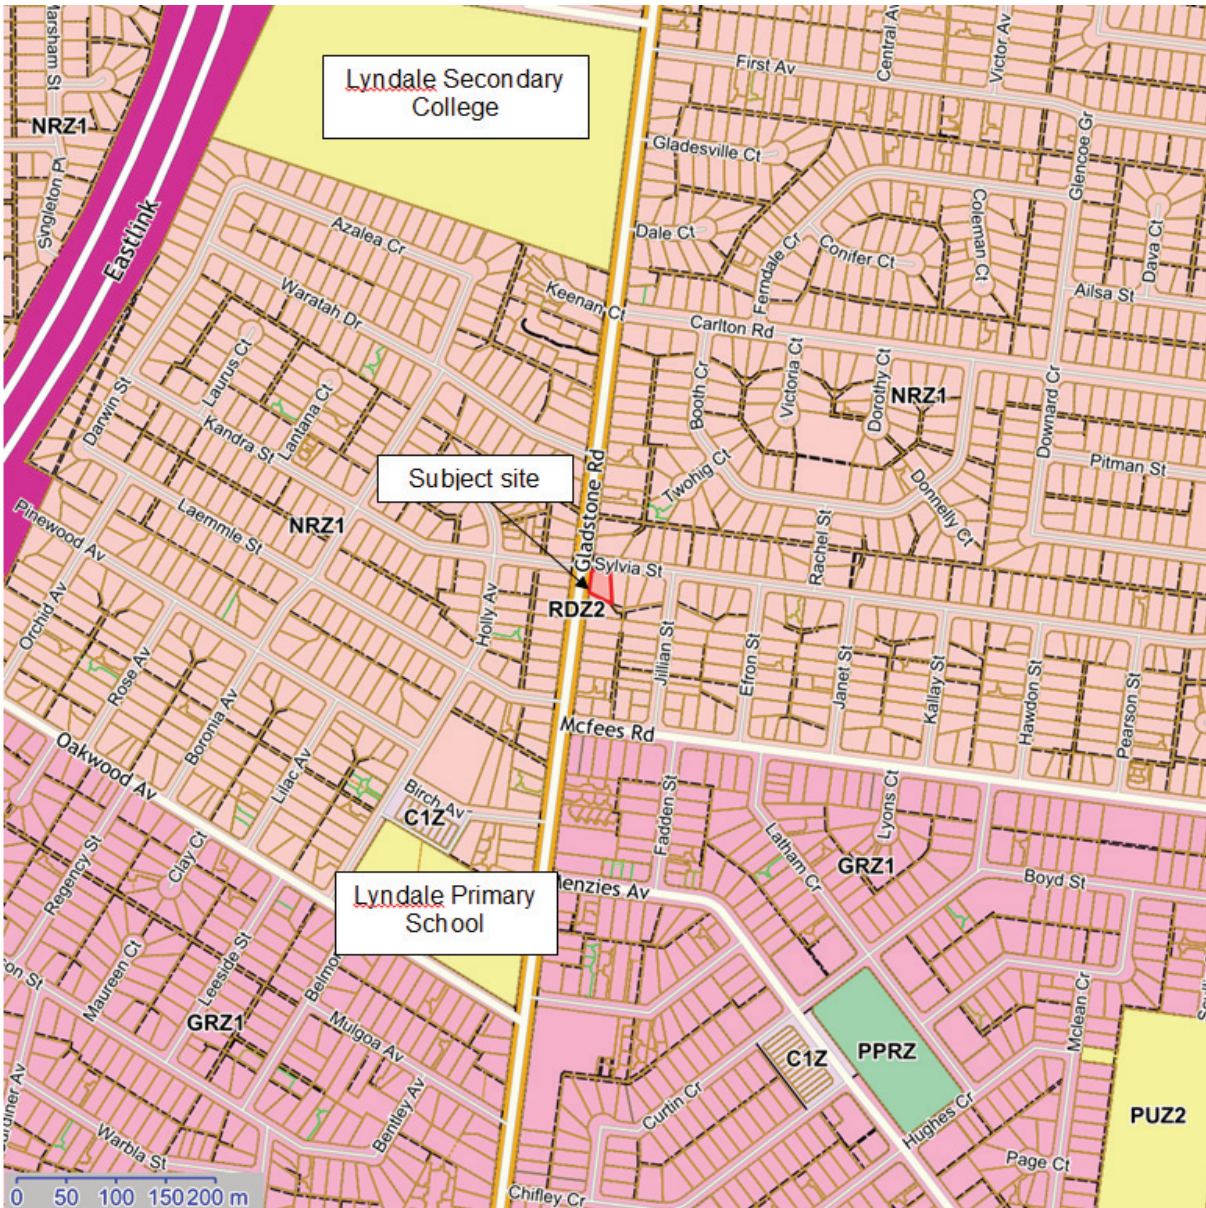 Marsham St
NRZ1
Singleton Pl
Eastlink
Lyndale Secondary
College
First Av
Central Av
Victor Av
Glencoe Gr
Gladesville Ct
Dale Ct
Ferndale Cr
Conifer Ct
Coleman Ct
Dava Ct
Ailsa St
Azalea Cr
Waratah Dr
Keenan Ct
Carlton Rd
Laurus Ct
Lantana Ct
Darwin St
Kandra St
Booth Cr
Victoria Ct
Dorothy Ct
NRZ1
Downard Cr
Pitman St
Subject site
Gladstone Rd
Twohig Ct
Donnelly Ct
Pinewood Av
Laemmle St
NRZ1
Sylvia St
Rachel St
RDZ2
Holly Av
Orchid Av
Rose Av
Boronia Av
Lilac Av
Jillian St
Efron St
Janet St
Kallay St
Hawdon St
Pearson St
Mcfees Rd
Oakwood Av
Birch Av
C1Z
Fadden St
Latham Cr
Lyons Ct
GRZ1
Boyd St
Regency St
Clay Ct
Lyndale Primary
School
Menzies Av
Maureen Ct
Leeside St
GRZ1
Mulgoa Av
Bentley Av
Warbla St
C1Z
PPRZ
Mclean Cr
Curtin Cr
Hughes Cr
Page Ct
PUZ2
Chifley Cr
0 50 100 150 200 m